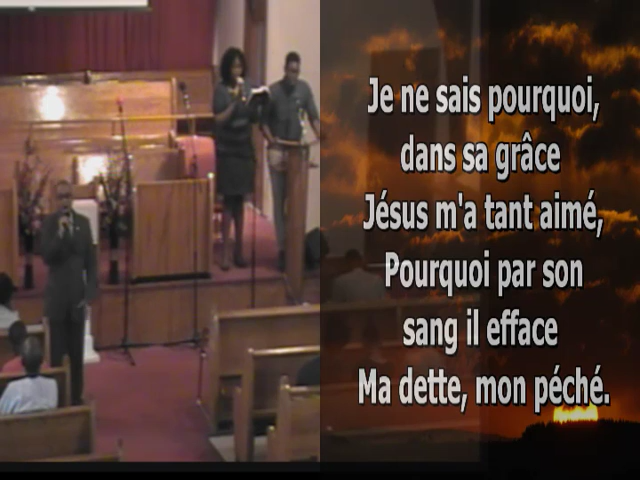 Je ne sais pourquoi,
dans sa grâce
Jésus m'a tant aimé,
Pourquoi par son
sang il efface
Ma dette, mon péché.